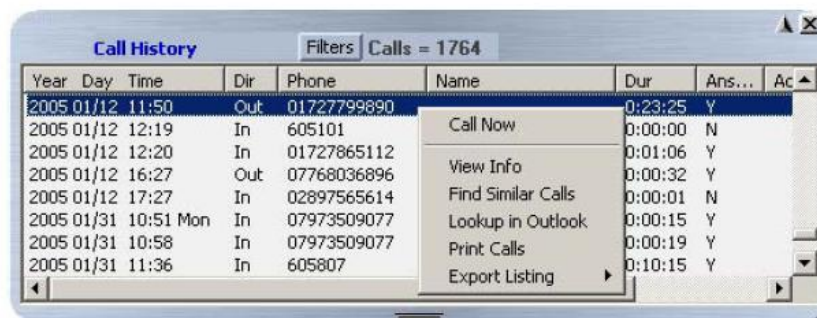 Call History Filters Calls = 1764
Year Day Time Dir Phone Name Dur Ans... Ac
2005 01/12 11:50 Out 01727799890 0:23:25 Y
2005 01/12 12:19 In 605101 0:00:00 N
2005 01/12 12:20 In 01727865112 0:01:06 Y
2005 01/12 16:27 Out 07768036896 0:00:32 Y
2005 01/12 17:27 In 02897565614 0:00:01 N
2005 01/31 10:51 Mon In 07973509077 0:00:15 Y
2005 01/31 10:58 In 07973509077 0:00:19 Y
2005 01/31 11:36 In 605807 0:10:15 Y
Call Now
View Info
Find Similar Calls
Lookup in Outlook
Print Calls
Export Listing